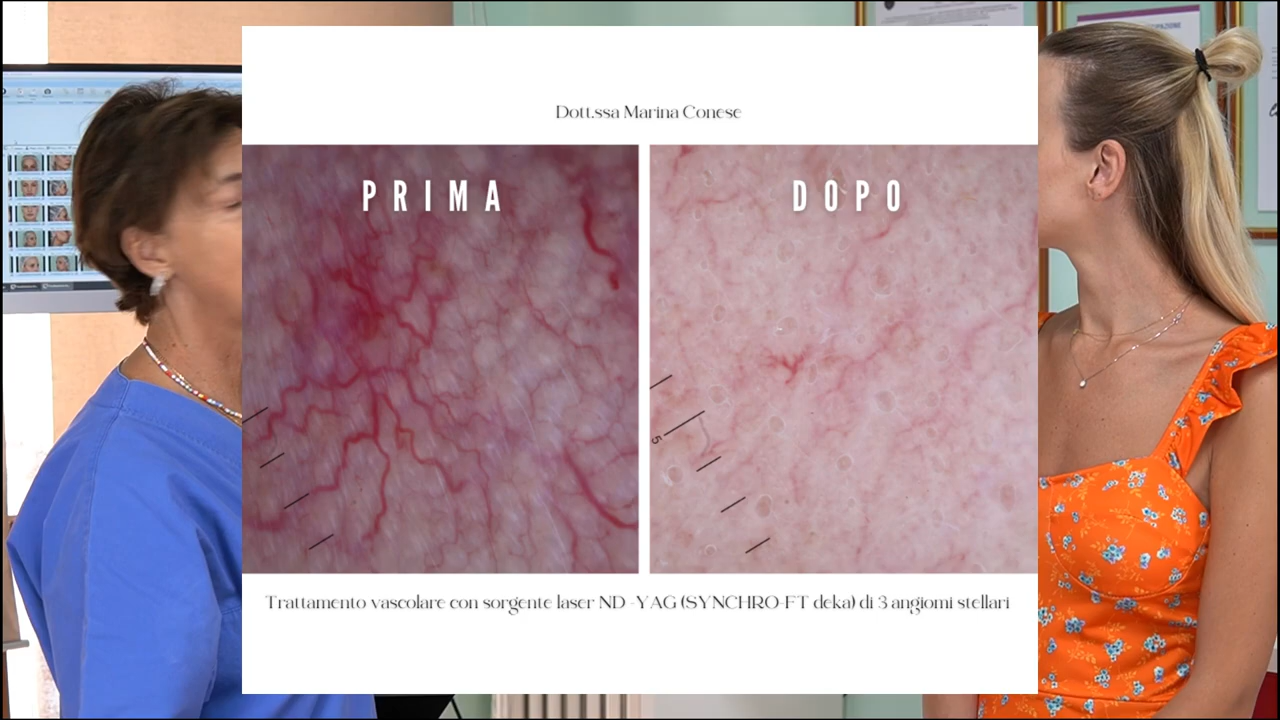 Dott.ssa Marina Conese
PRIMA
DOPO
5
Trattamento vascolare con sorgente laser ND -YAG (SYNCHRO-FT deka) di 3 angiomi stellari